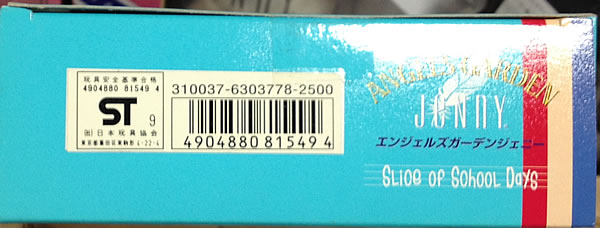 玩具安全基準合格
4904880 81549 4
ST 9
(社)日本玩具協会
東京都墨田区東駒形 4-22-4
310037-6303778-2500
4904880 815494
ANGEL'S GARDEN
JENNY
エンジェルズガーデンジェニー
SLICE OF SCHOOL DAYS